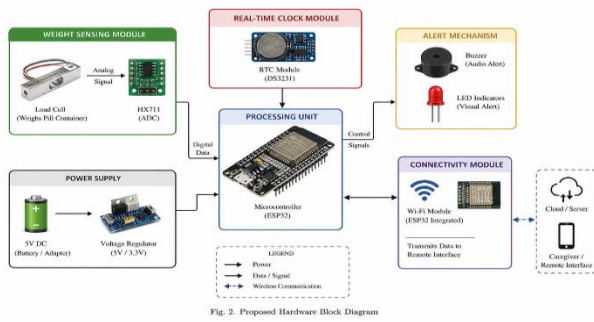 WEIGHT SENSING MODULE
Analog
Signal
Load Cell
(Weighs Pill Container)
HX711
(ADC)
REAL-TIME CLOCK MODULE
RTC Module
(DS3231)
ALERT MECHANISM
Buzzer
(Audio Alert)
LED Indicators
(Visual Alert)
PROCESSING UNIT
Digital
Data
Control
Signals
Microcontroller
(ESP32)
POWER SUPPLY
5V DC
(Battery / Adapter)
Voltage Regulator
(5V / 3.3V)
CONNECTIVITY MODULE
Wi-Fi Module
(ESP32 Integrated)
Transmits Data to
Remote Interface
Cloud / Server
Caregiver /
Remote Interface
LEGEND
Power
Data / Signal
Wireless Communication
Fig. 2. Proposed Hardware Block Diagram